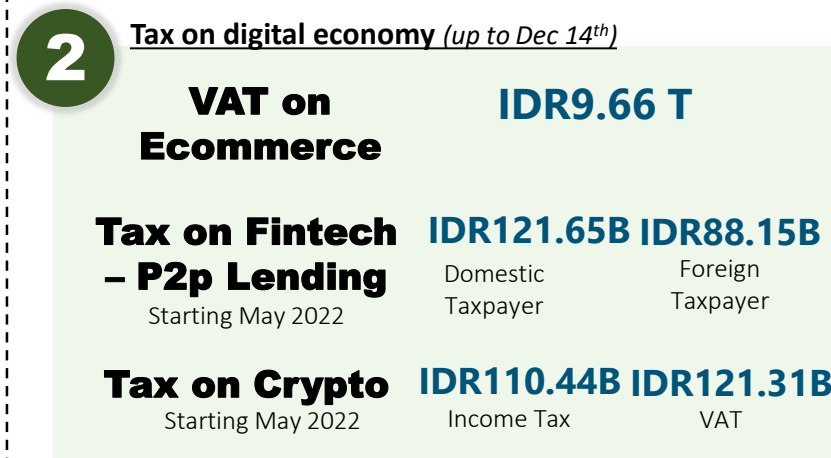 2
Tax on digital economy (up to Dec 14th)
VAT on
Ecommerce
IDR9.66 T
Tax on Fintech
– P2p Lending
Starting May 2022
IDR121.65B
Domestic
Taxpayer
IDR88.15B
Foreign
Taxpayer
Tax on Crypto
Starting May 2022
IDR110.44B
Income Tax
IDR121.31B
VAT